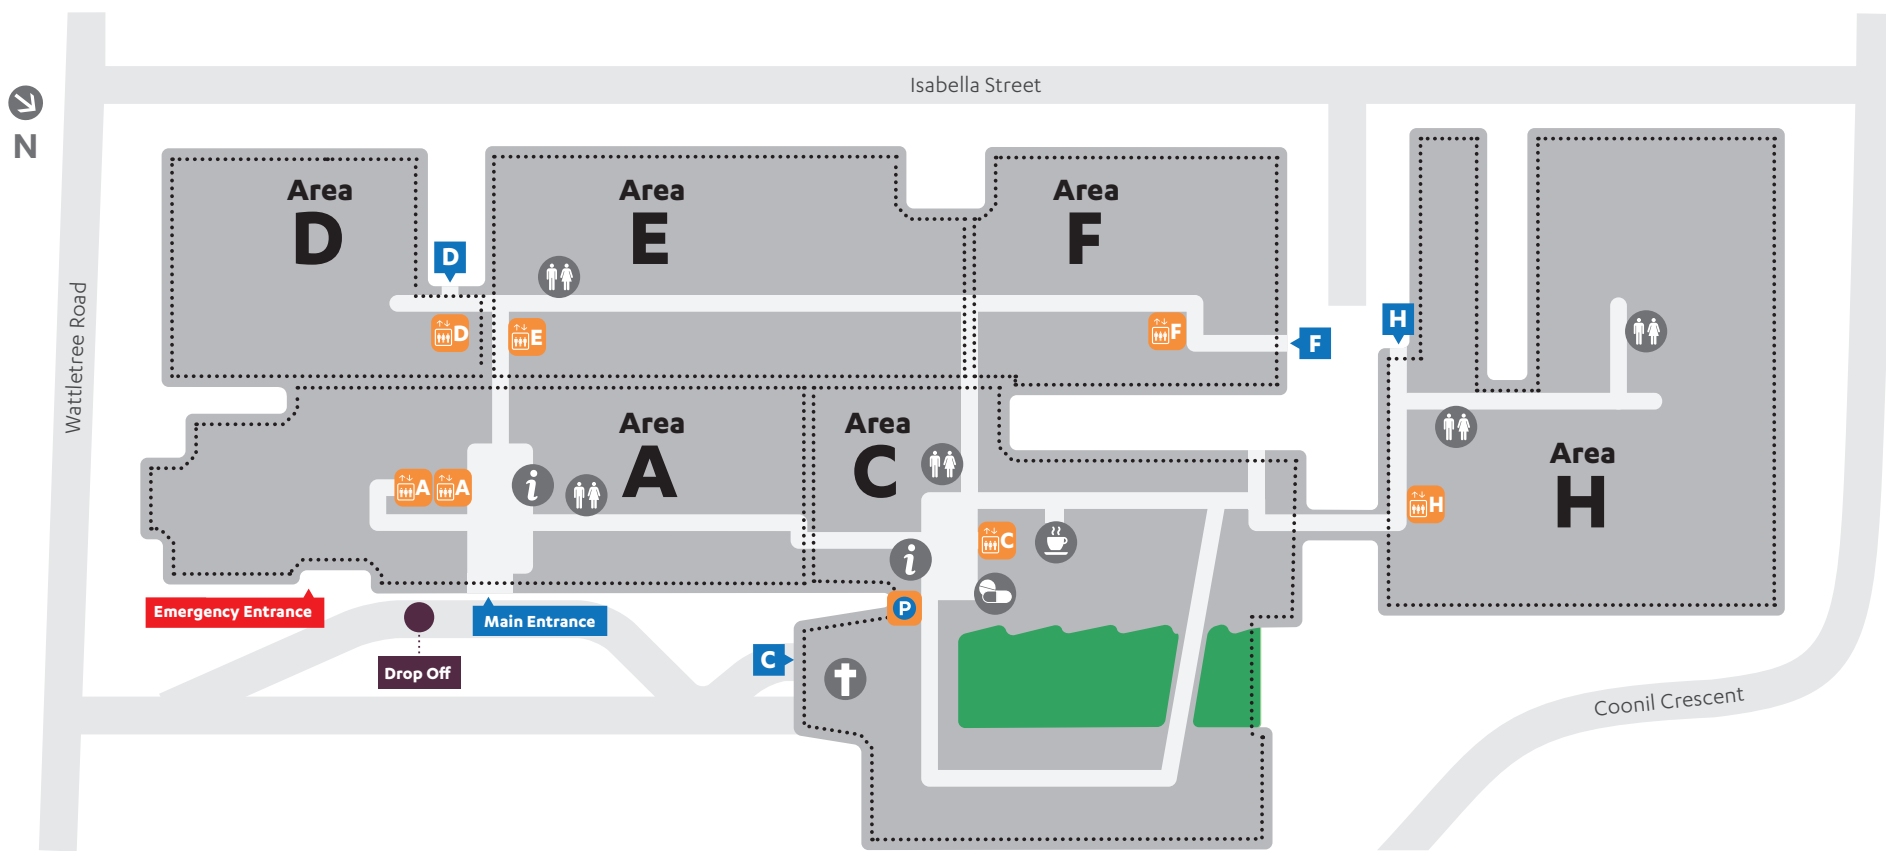 Isabella Street
N
Wattletree Road
Area
D
Area
E
Area
F
D
D
E
F
F
H
Area
A
Area
C
Area
H
A
A
i
H
C
i
P
Emergency Entrance
Main Entrance
Drop Off
C
Coonil Crescent